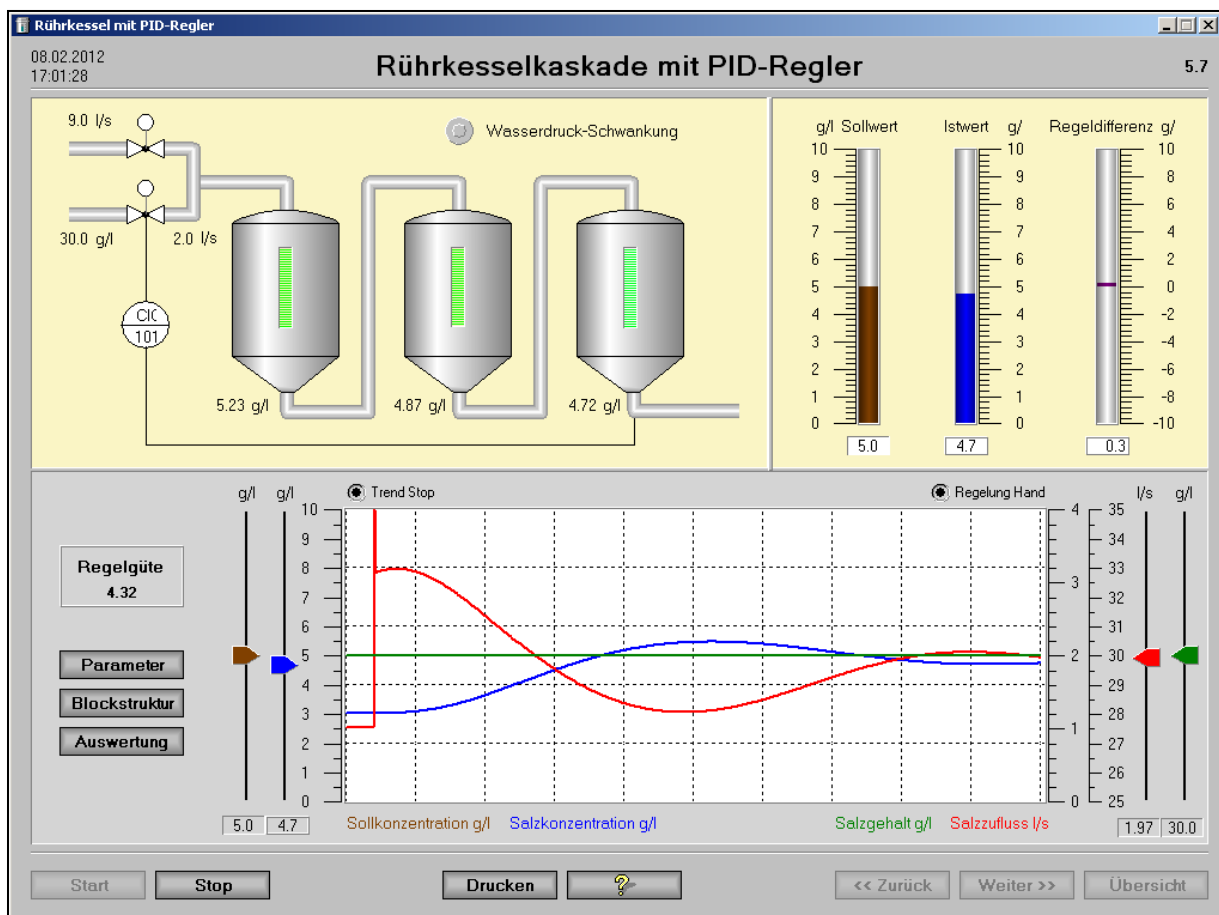 Rührkessel mit PID-Regler
08.02.2012
17:01:28
Rührkesselkaskade mit PID-Regler
5.7
9.0 l/s
Wasserdruck-Schwankung
30.0 g/l
2.0 l/s
CIC
101
5.23 g/l
4.87 g/l
4.72 g/l
g/l Sollwert
Istwert g/
Regeldifferenz g/
10 10 10
9 9 8
8 8 6
7 7 4
6 6 2
5 5 0
4 4 -2
3 3 -4
2 2 -6
1 1 -8
0 0 -10
5.0
4.7
0.3
Regelgüte
4.32
Parameter
Blockstruktur
Auswertung
g/l g/l
Trend Stop
Regelung Hand
l/s g/l
10 4 35
9 34
8 33
7 3 32
6 31
5 2 30
4 29
3 28
2 1 27
1 26
0 0 25
5.0 4.7
Sollkonzentration g/l
Salzkonzentration g/l
Salzgehalt g/l
Salzzufluss l/s
1.97 30.0
Start
Stop
Drucken
?
<< Zurück
Weiter >>
Übersicht